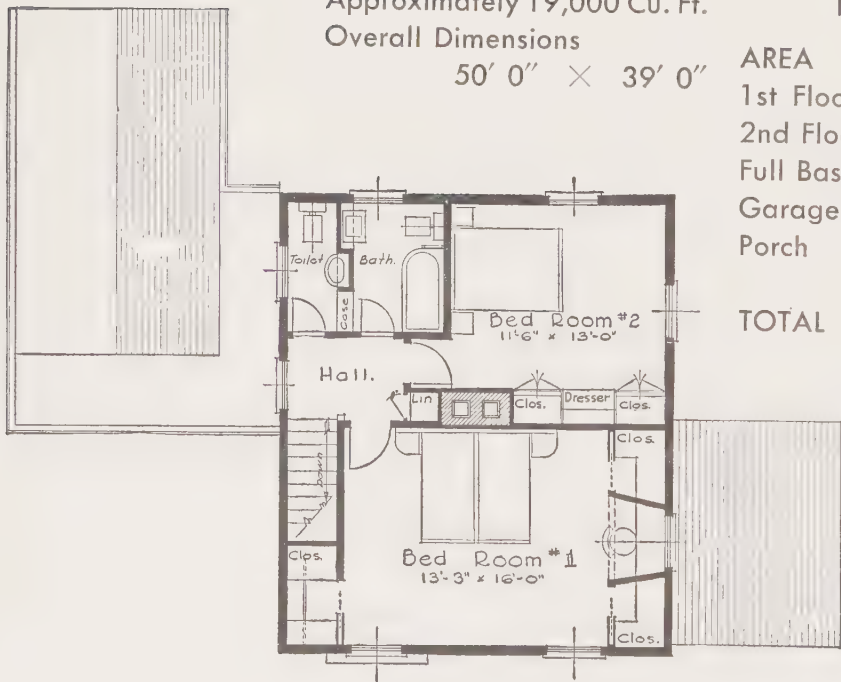 Approximately 19,000 Cu. Ft.
Overall Dimensions
50' 0" × 39' 0"
AREA
1st Floo
2nd Flo
Full Bas
Garage
Porch
TOTAL
Toilet
Bath.
Case
Bed Room #2
11'-6" x 13'-0"
Hall.
Lin
Clos.
Dresser
Clos.
Down
Clos.
Clos.
Bed Room #1
13'-3" x 16'-0"
Clos.